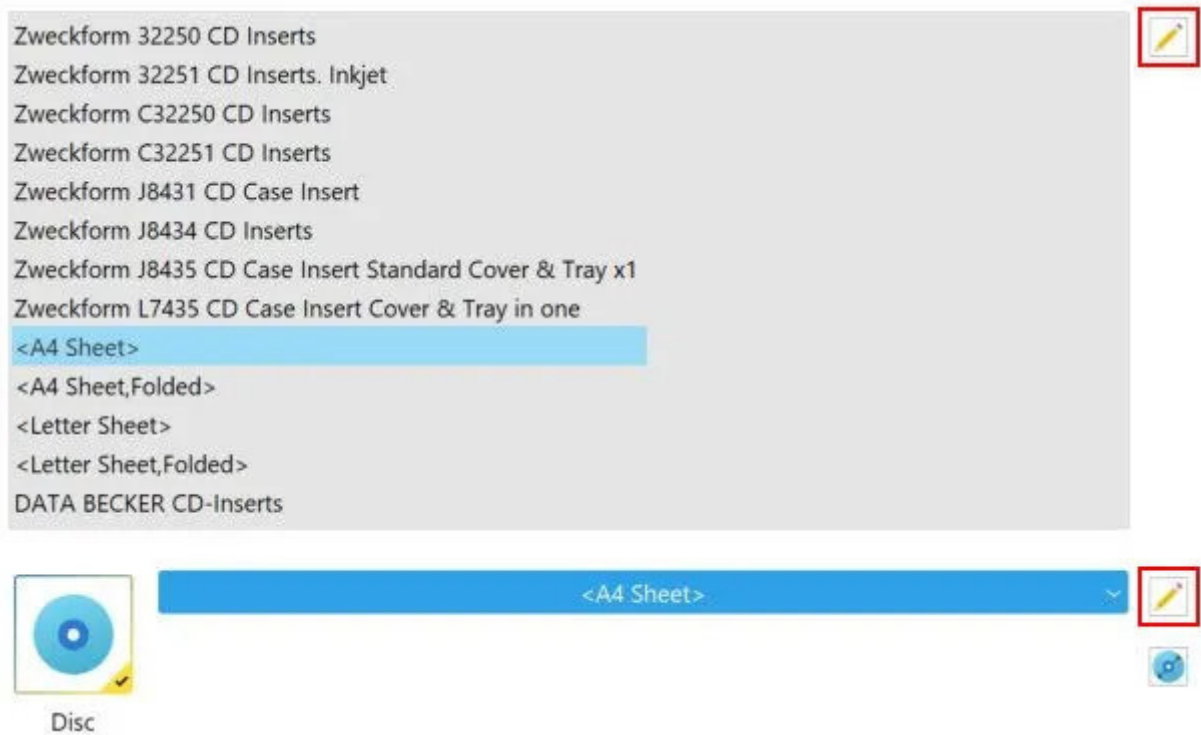 Zweckform 32250 CD Inserts
Zweckform 32251 CD Inserts. Inkjet
Zweckform C32250 CD Inserts
Zweckform C32251 CD Inserts
Zweckform J8431 CD Case Insert
Zweckform J8434 CD Inserts
Zweckform J8435 CD Case Insert Standard Cover & Tray x1
Zweckform L7435 CD Case Insert Cover & Tray in one
<A4 Sheet>
<A4 Sheet,Folded>
<Letter Sheet>
<Letter Sheet,Folded>
DATA BECKER CD-Inserts
<A4 Sheet>
Disc